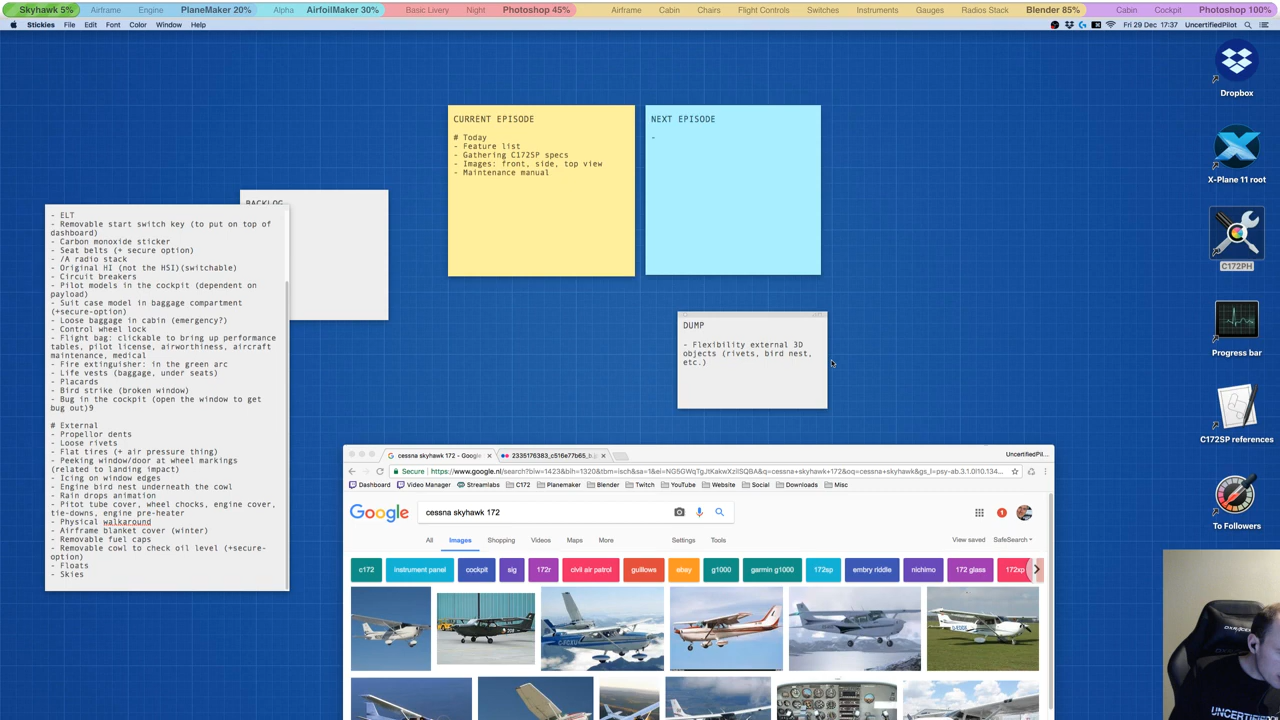 Skyhawk 5% Airframe Engine PlaneMaker 20% Alpha AirfoilMaker 30% Basic Livery Night Photoshop 45% Airframe Cabin Chairs Flight Controls Switches Instruments Gauges Radios Stack Blender 85% Cabin Cockpit Photoshop 100%
Stickies File Edit Font Color Window Help
Fri 29 Dec 17:37 UncertifiedPilot
BACKLOG
- ELT
- Removable start switch key (to put on top of
dashboard)
- Carbon monoxide sticker
- Seat belts (+ secure option)
- /A radio stack
- Original HI (not the HSI)(switchable)
- Circuit breakers
- Pilot models in the cockpit (dependent on
payload)
- Suit case model in baggage compartment
(+secure-option)
- Loose baggage in cabin (emergency?)
- Control wheel lock
- Flight bag: clickable to bring up performance
tables, pilot license, airworthiness, aircraft
maintenance, medical
- Fire extinguisher: in the green arc
- Life vests (baggage, under seats)
- Placards
- Bird strike (broken window)
- Bug in the cockpit (open the window to get
bug out)9
# External
- Propellor dents
- Loose rivets
- Flat tires (+ air pressure thing)
- Peeking window/door at wheel markings
(related to landing impact)
- Icing on window edges
- Engine bird nest underneath the cowl
- Rain drops animation
- Pitot tube cover, wheel chocks, engine cover,
tie-downs, engine pre-heater
- Physical walkaround
- Airframe blanket cover (winter)
- Removable fuel caps
- Removable cowl to check oil level (+secure-
option)
- Floats
- Skies
CURRENT EPISODE
# Today
- Feature list
- Gathering C172SP specs
- Images: front, side, top view
- Maintenance manual
NEXT EPISODE
-
DUMP
- Flexibility external 3D
objects (rivets, bird nest,
etc.)
Dropbox
X-Plane 11 root
C172PH
Progress bar
C172SP references
To Followers
cessna skyhawk 172 - Google
UncertifiedPil...
Secure
Dashboard Video Manager Streamlabs C172 Planemaker Blender Twitch YouTube Website Social Downloads Misc
Google
cessna skyhawk 172
All Images Shopping Videos Maps More Settings Tools View saved SafeSearch
c172 instrument panel cockpit sig 172r civil air patrol guillows ebay g1000 garmin g1000 172sp embry riddle nichimo 172 glass 172xp